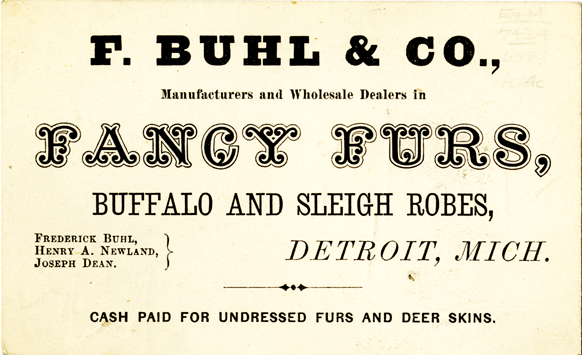 F. BUHL & CO.,
Manufacturers and Wholesale Dealers in
FANCY FURS,
BUFFALO AND SLEIGH ROBES,
FREDERICK BUHL,
HENRY A. NEWLAND,
JOSEPH DEAN.
DETROIT, MICH.
CASH PAID FOR UNDRESSED FURS AND DEER SKINS.